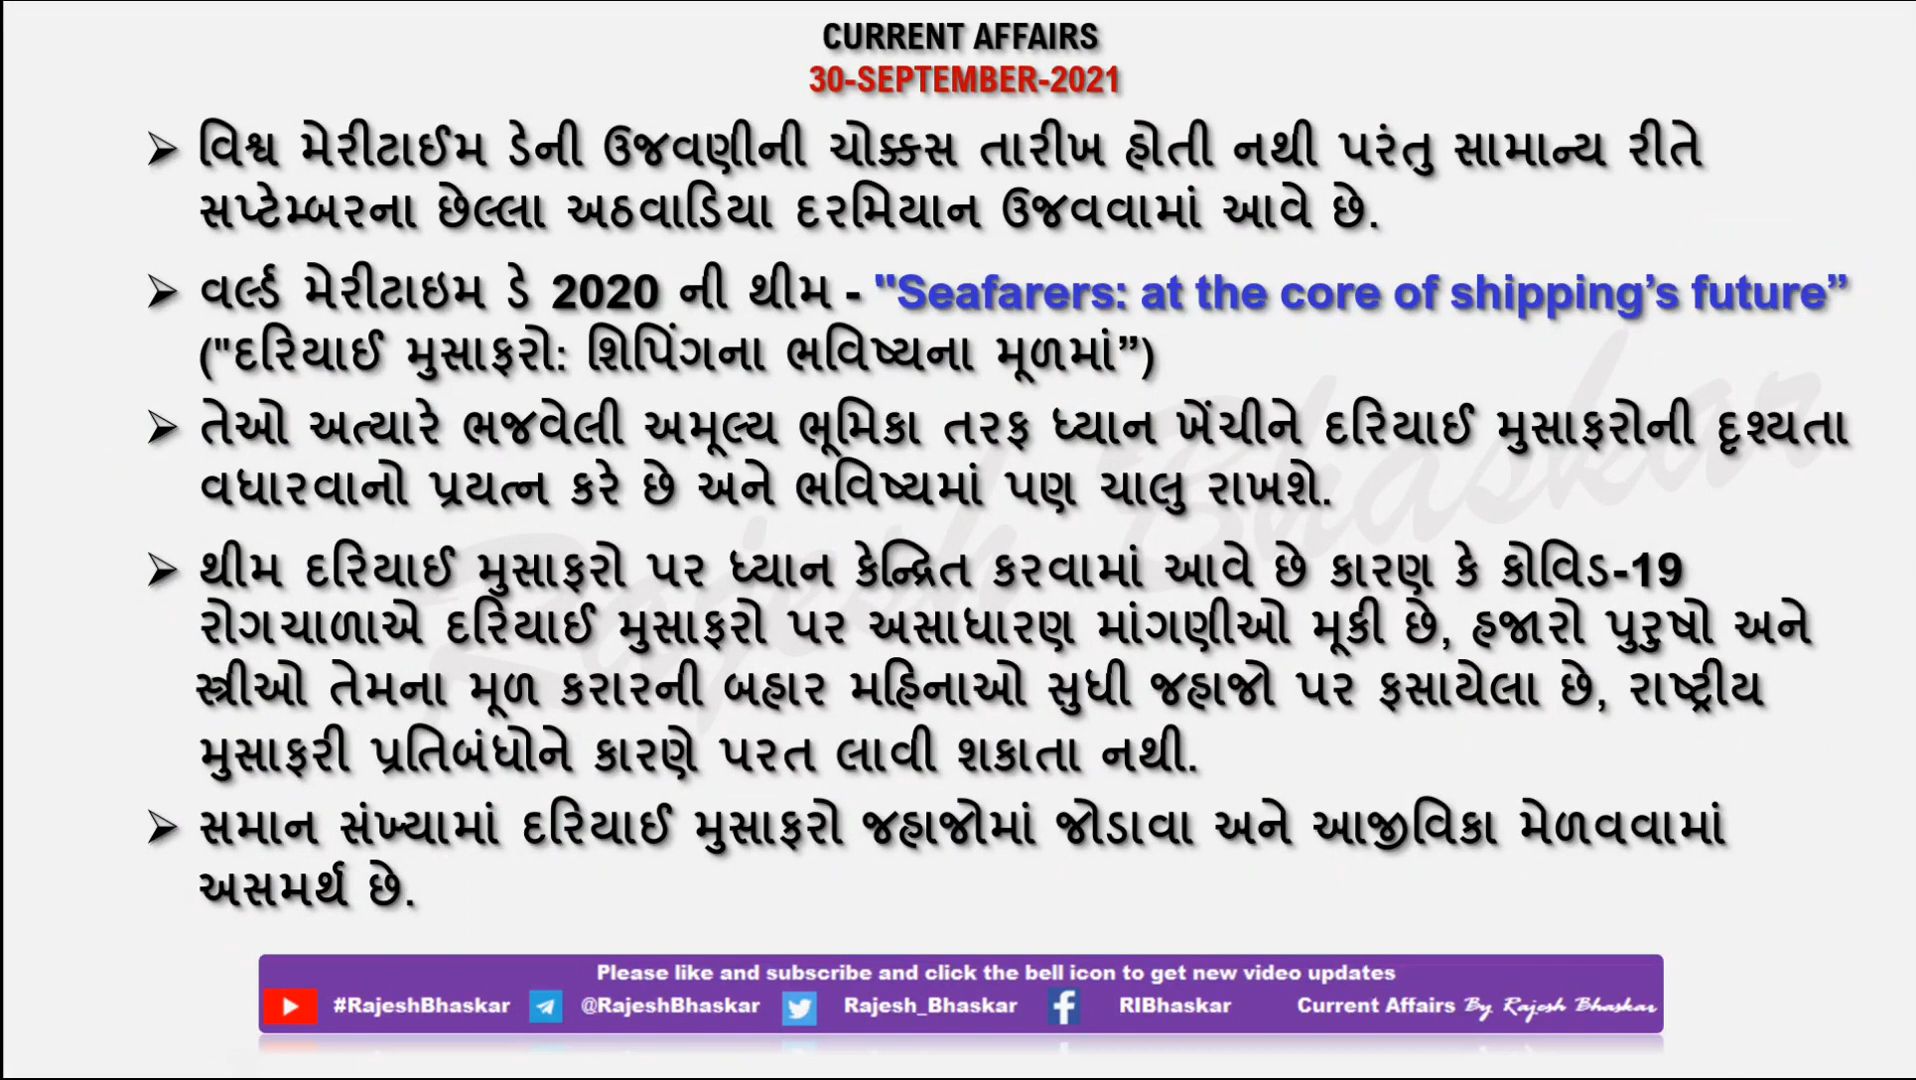 CURRENT AFFAIRS
30-SEPTEMBER-2021
➢ વિશ્વ મેરીટાઈમ ડેની ઉજવણીની ચોક્કસ તારીખ હોતી નથી પરંતુ સામાન્ય રીતે
સપ્ટેમ્બરના છેલ્લા અઠવાડિયા દરમિયાન ઉજવવામાં આવે છે.
➢ વર્લ્ડ મેરીટાઇમ ડે 2020 ની થીમ - "Seafarers: at the core of shipping’s future”
("દરિયાઈ મુસાફરો: શિપિંગના ભવિષ્યના મૂળમાં”)
➢ તેઓ અત્યારે ભજવેલી અમૂલ્ય ભૂમિકા તરફ ધ્યાન ખેંચીને દરિયાઈ મુસાફરોની દૃશ્યતા
વધારવાનો પ્રયત્ન કરે છે અને ભવિષ્યમાં પણ ચાલુ રાખશે.
➢ થીમ દરિયાઈ મુસાફરો પર ધ્યાન કેન્દ્રિત કરવામાં આવે છે કારણ કે કોવિડ-19
રોગચાળાએ દરિયાઈ મુસાફરો પર અસાધારણ માંગણીઓ મૂકી છે, હજારો પુરુષો અને
સ્ત્રીઓ તેમના મૂળ કરારની બહાર મહિનાઓ સુધી જહાજો પર ફસાયેલા છે, રાષ્ટ્રીય
મુસાફરી પ્રતિબંધોને કારણે પરત લાવી શકાતા નથી.
➢ સમાન સંખ્યામાં દરિયાઈ મુસાફરો જહાજોમાં જોડાવા અને આજીવિકા મેળવવામાં
અસમર્થ છે.
Rajesh Bhaskar
Please like and subscribe and click the bell icon to get new video updates
#RajeshBhaskar @RajeshBhaskar Rajesh_Bhaskar RIBhaskar Current Affairs By Rajesh Bhaskar